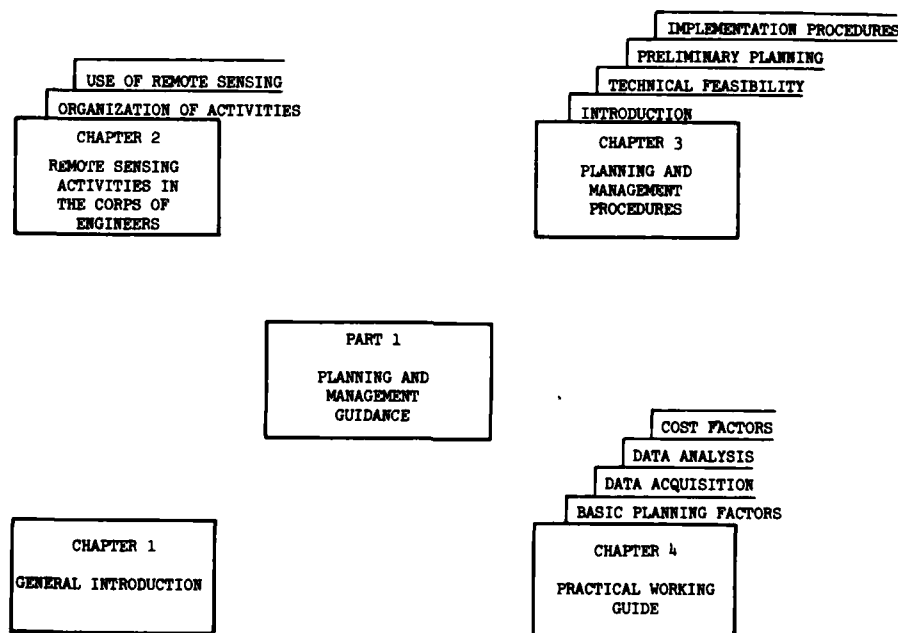 USE OF REMOTE SENSING
ORGANIZATION OF ACTIVITIES
CHAPTER 2
REMOTE SENSING
ACTIVITIES IN
THE CORPS OF
ENGINEERS
IMPLEMENTATION PROCEDURES
PRELIMINARY PLANNING
TECHNICAL FEASIBILITY
INTRODUCTION
CHAPTER 3
PLANNING AND
MANAGEMENT
PROCEDURES
PART 1
PLANNING AND
MANAGEMENT
GUIDANCE
CHAPTER 1
GENERAL INTRODUCTION
COST FACTORS
DATA ANALYSIS
DATA ACQUISITION
BASIC PLANNING FACTORS
CHAPTER 4
PRACTICAL WORKING
GUIDE